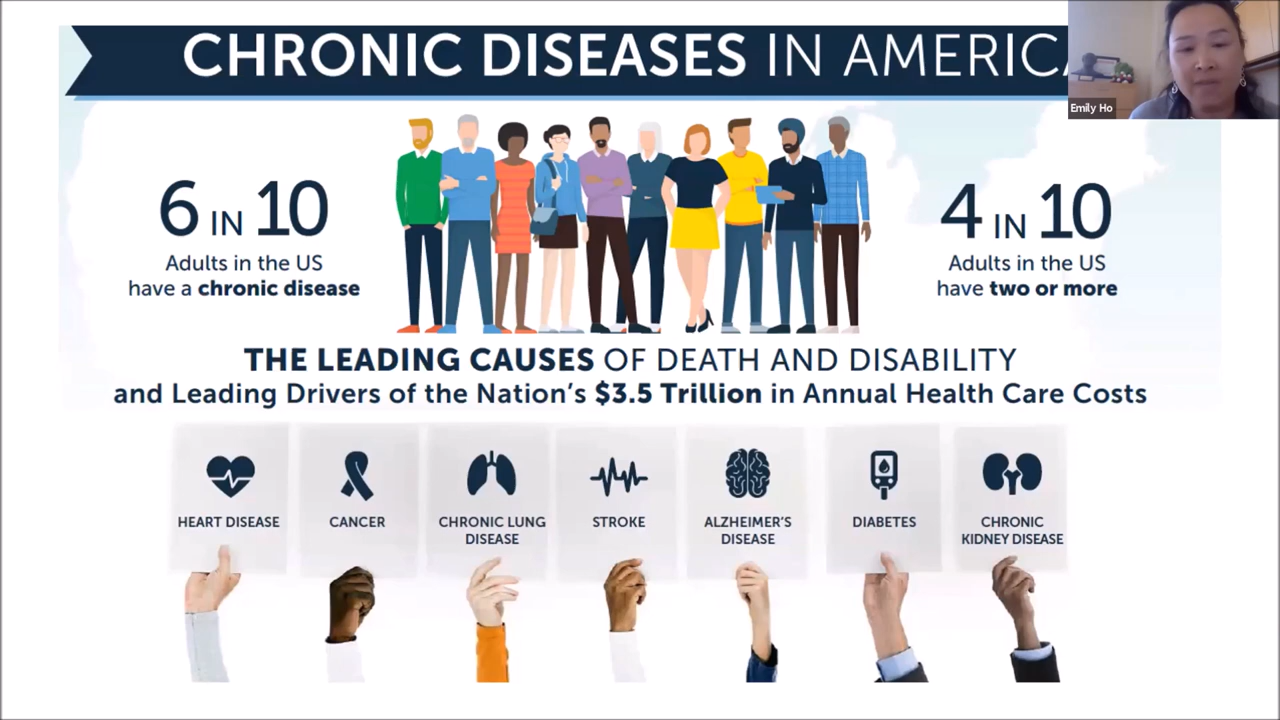 CHRONIC DISEASES IN AMERICA
Emily Ho
6 IN 10
Adults in the US
have a chronic disease
4 IN 10
Adults in the US
have two or more
THE LEADING CAUSES OF DEATH AND DISABILITY
and Leading Drivers of the Nation's $3.5 Trillion in Annual Health Care Costs
HEART DISEASE
CANCER
CHRONIC LUNG
DISEASE
STROKE
ALZHEIMER'S
DISEASE
DIABETES
CHRONIC
KIDNEY DISEASE